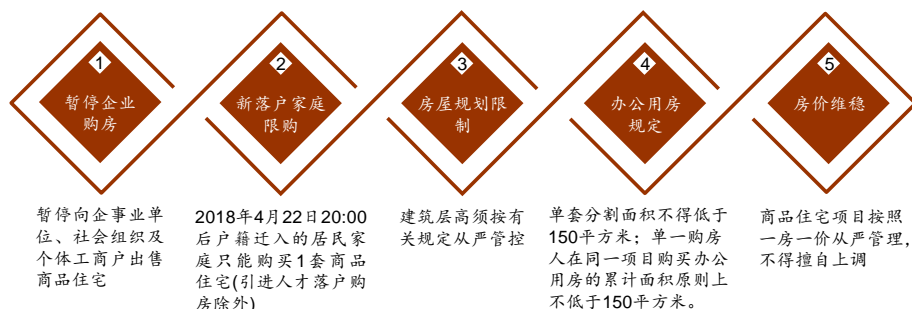 1
暂停企业
购房
暂停向企事业单
位、社会组织及
个体工商户出售
商品住宅
2
新落户家庭
限购
2018年4月22日20:00
后户籍迁入的居民家
庭只能购买1套商品
住宅(引进人才落户购
房除外)
3
房屋规划限
制
建筑层高须按有
关规定从严管控
4
办公用房
规定
单套分割面积不得低于
150平方米；单一购房
人在同一项目购买办公
用房的累计面积原则上
不低于150平方米。
5
房价维稳
商品住宅项目按照
一房一价从严管理，
不得擅自上调